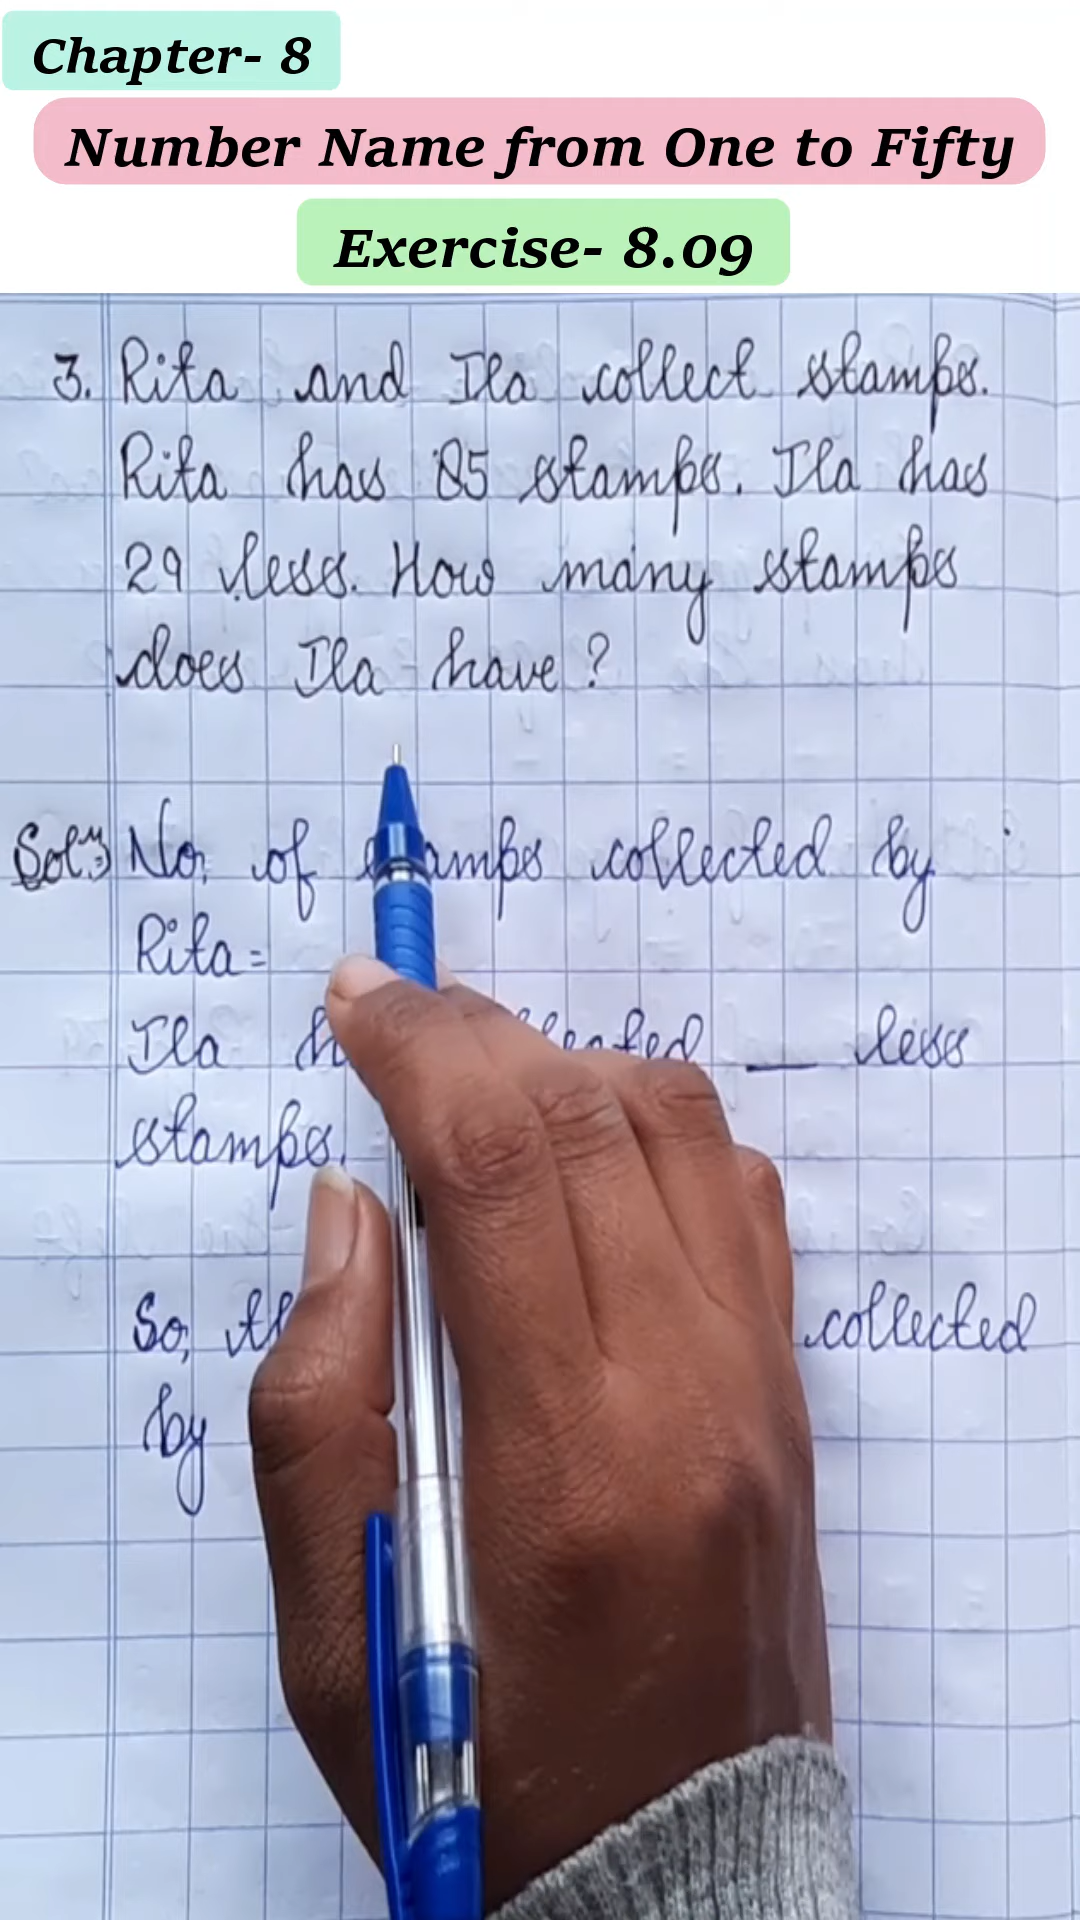 Chapter- 8
Number Name from One to Fifty
Exercise- 8.09
3. Rita and Ila collect stamps.
Rita has 85 stamps. Ila has
29 less. How many stamps
does Ila have?
Solⁿ:> No. of stamps collected by
Rita=
Ila less
stamps.
So, collected
by